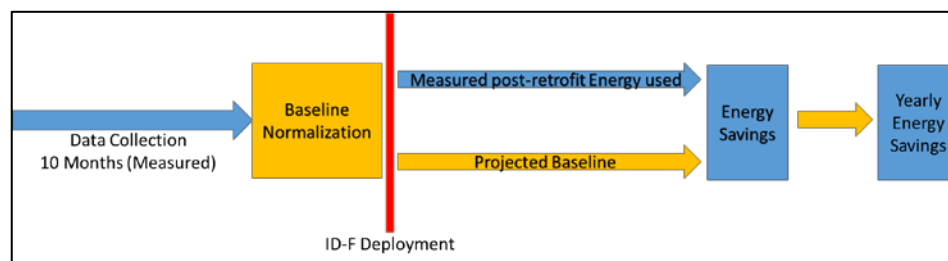 Data Collection
10 Months (Measured)
Baseline
Normalization
ID-F Deployment
Measured post-retrofit Energy used
Projected Baseline
Energy
Savings
Yearly
Energy
Savings